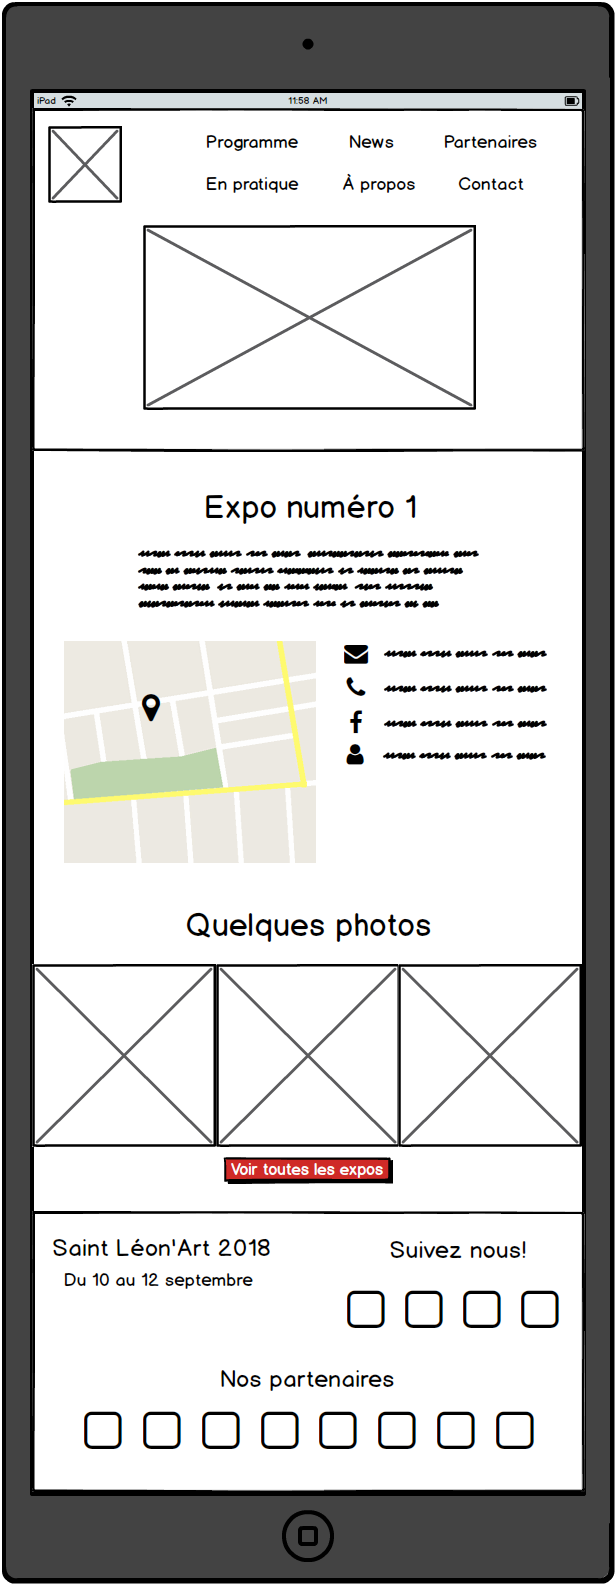 iPad 11:58 AM
Programme News Partenaires
En pratique À propos Contact
Expo numéro 1
Quelques photos
Voir toutes les expos
Saint Léon'Art 2018 Suivez nous!
Du 10 au 12 septembre
Nos partenaires